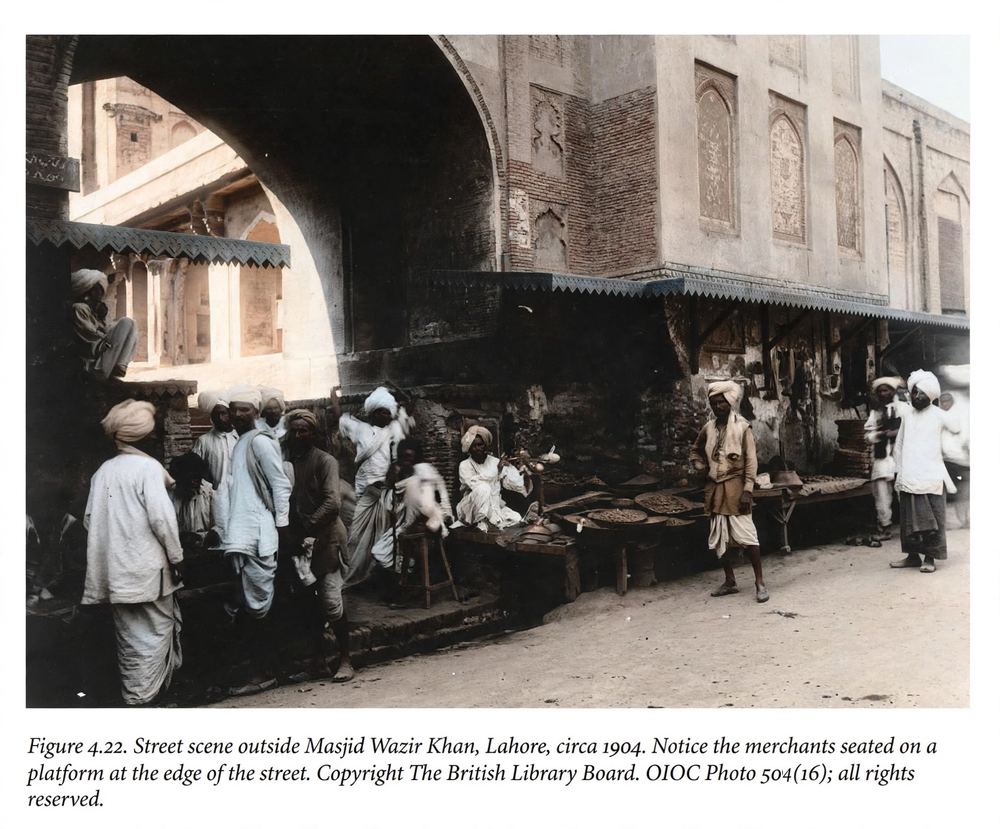 Figure 4.22. Street scene outside Masjid Wazir Khan, Lahore, circa 1904. Notice the merchants seated on a
platform at the edge of the street. Copyright The British Library Board. OIOC Photo 504(16); all rights
reserved.